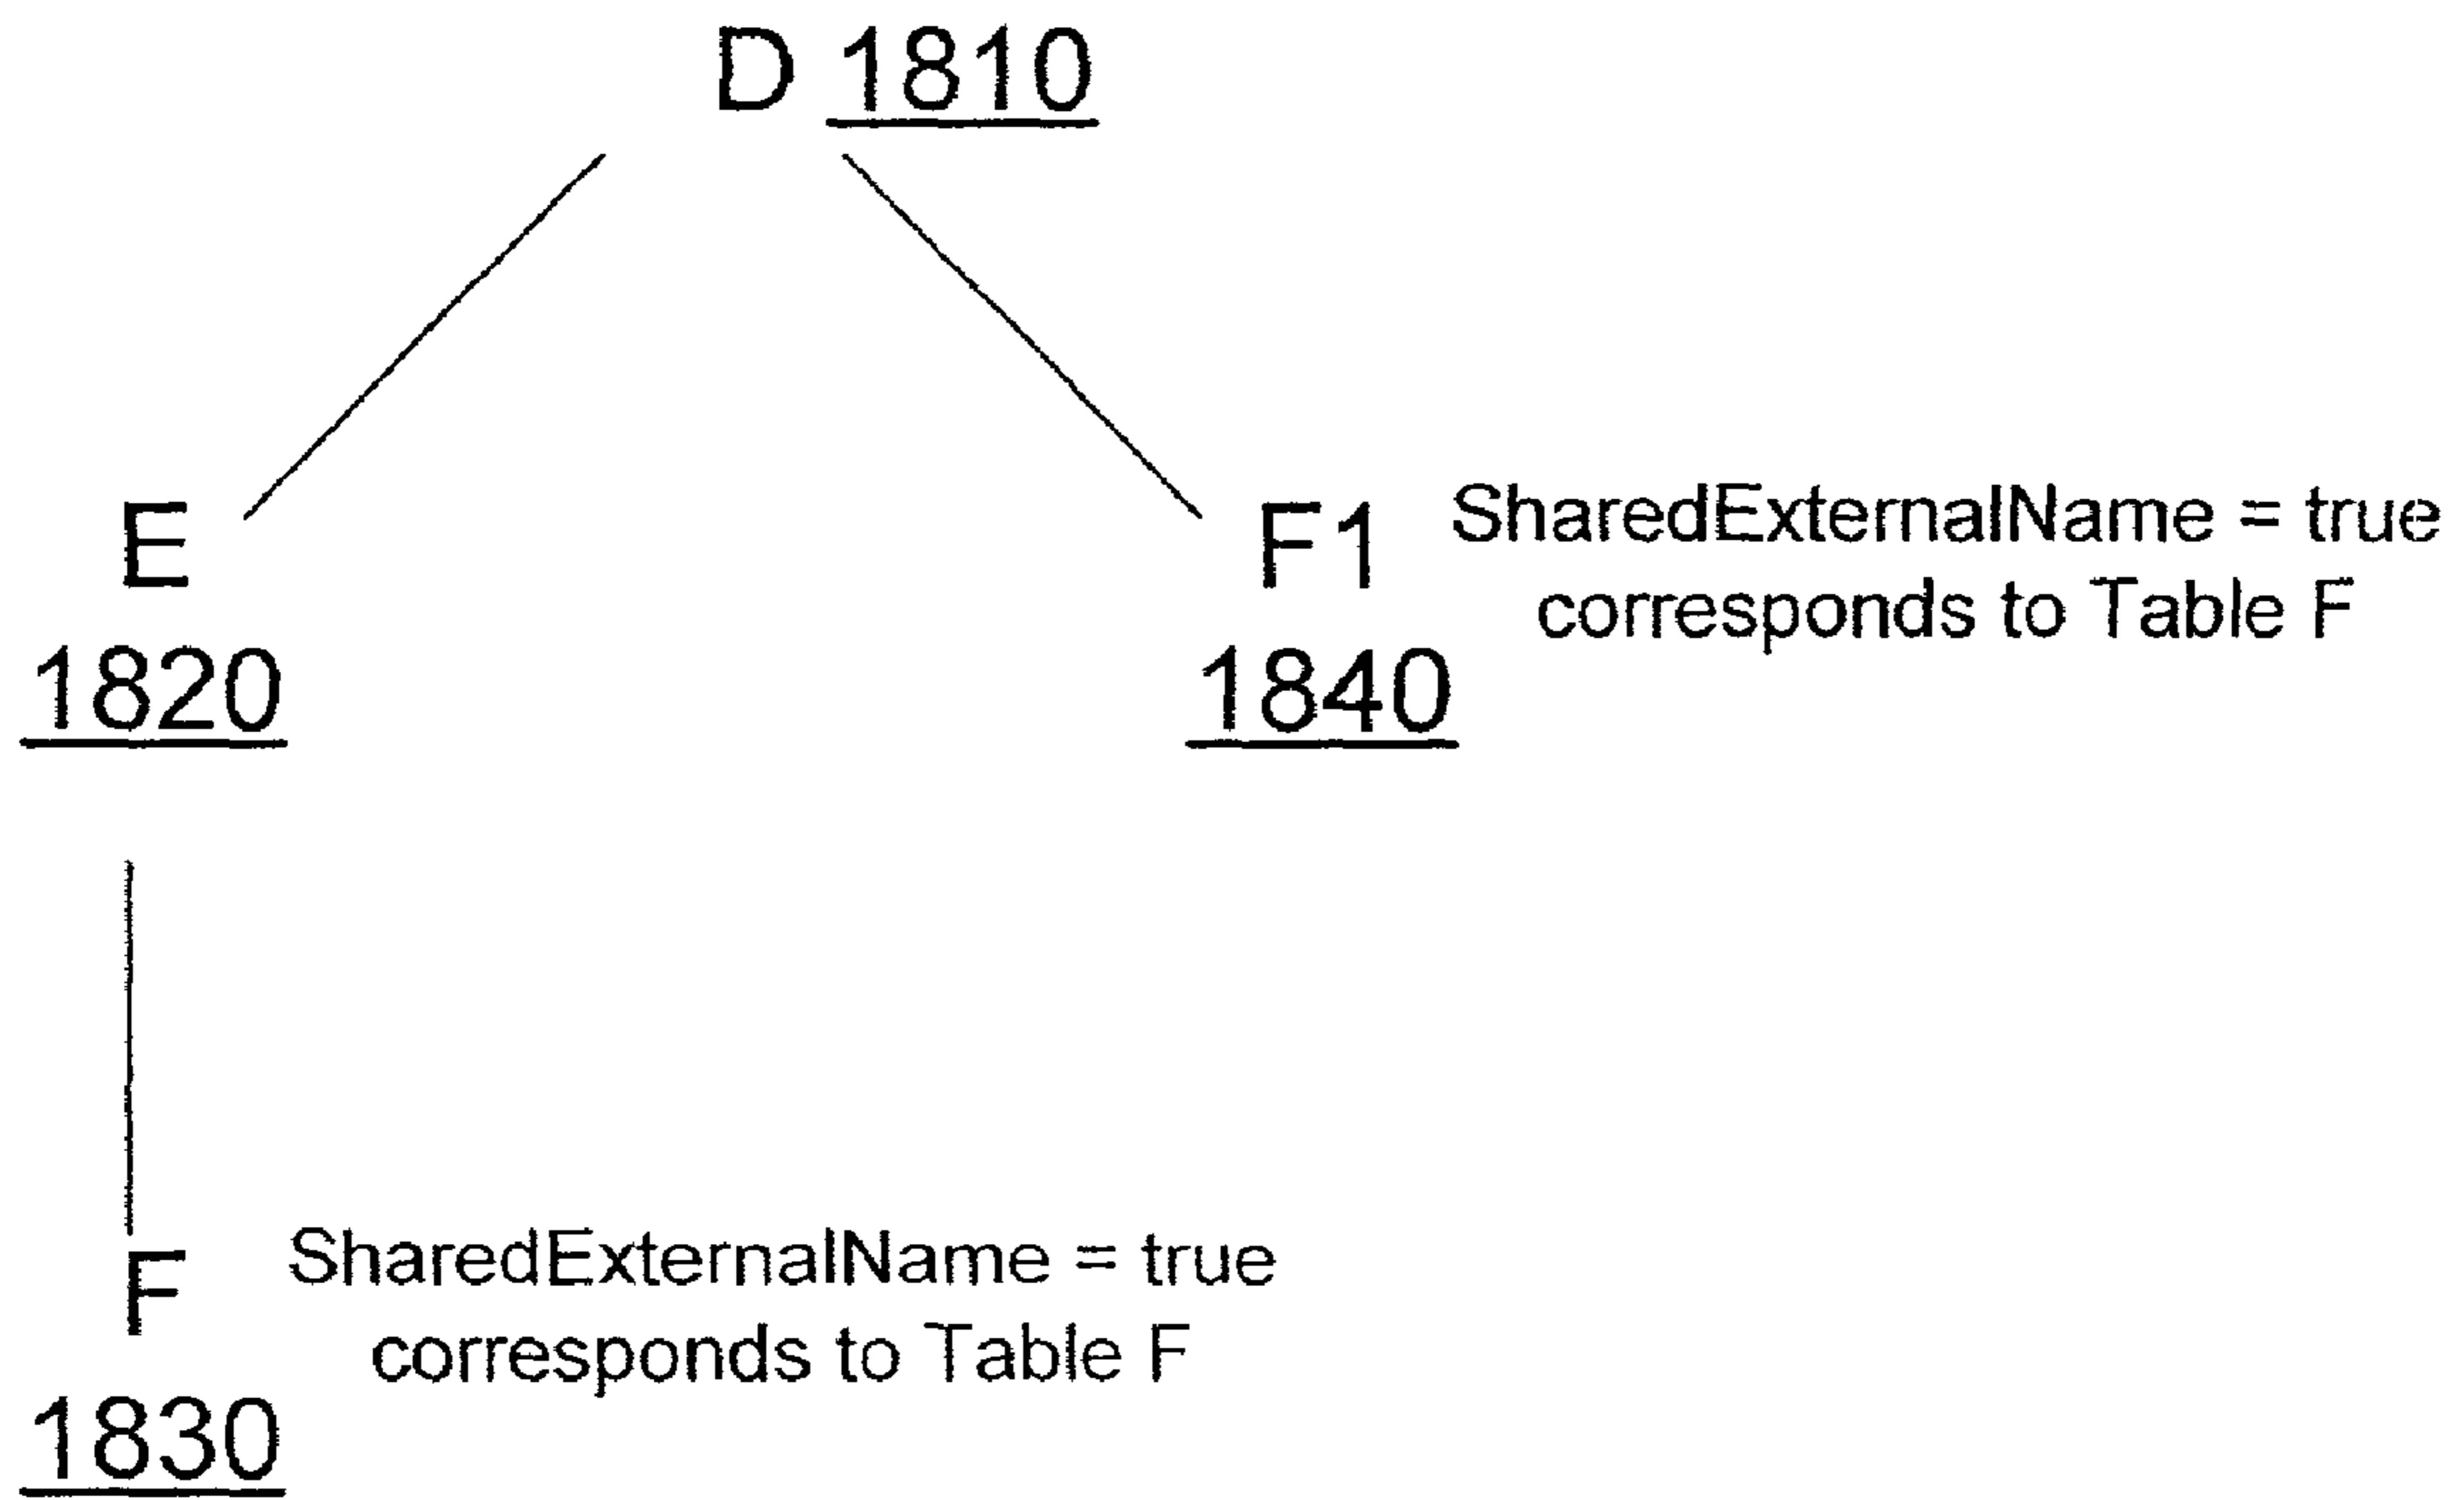 D 1810
E
1820
F1
1840
SharedExternalName = true
corresponds to Table F
F
1830
SharedExternalName = true
corresponds to Table F